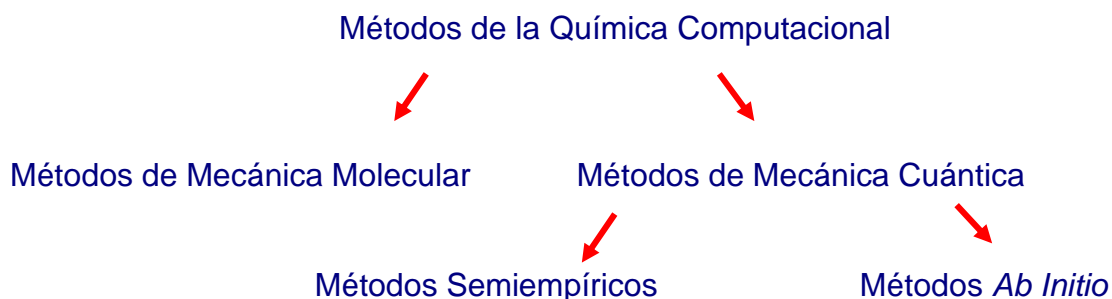 Métodos de la Química Computacional
Métodos de Mecánica Molecular
Métodos de Mecánica Cuántica
Métodos Semiempíricos
Métodos Ab Initio